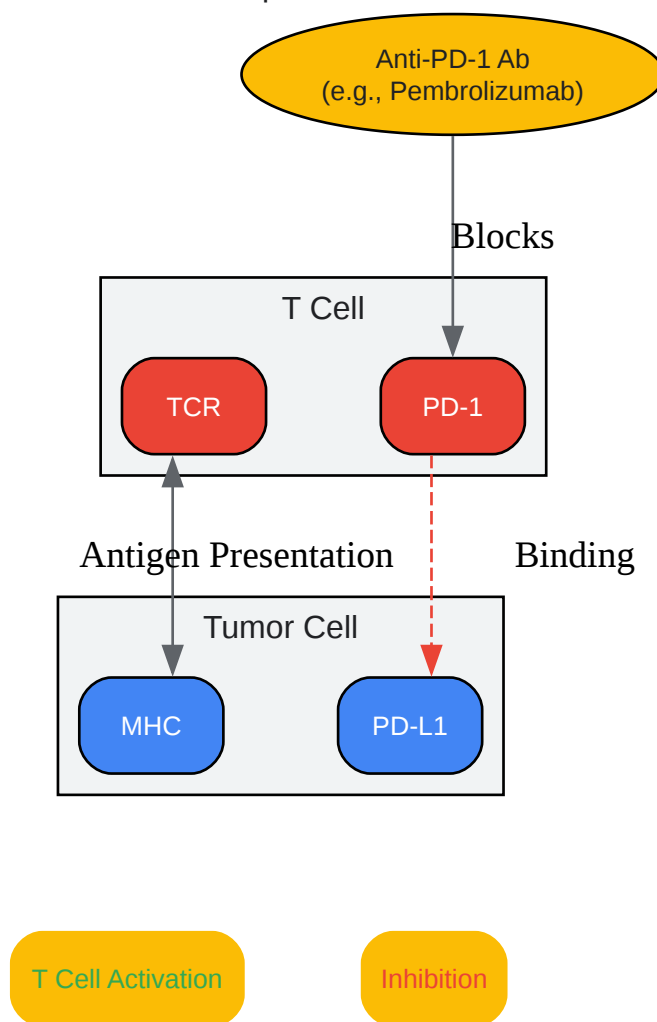 Anti-PD-1 Ab
(e.g., Pembrolizumab)
Blocks
T Cell
TCR
PD-1
Antigen Presentation
Binding
Tumor Cell
MHC
PD-L1
T Cell Activation
Inhibition